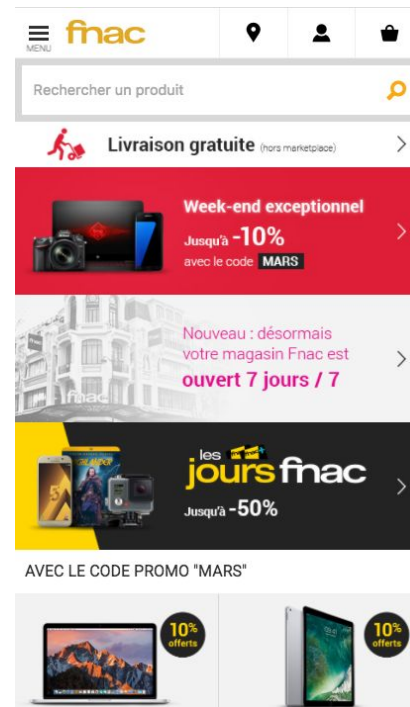 fnac
MENU
Rechercher un produit
Livraison gratuite (hors marketplace)
Week-end exceptionnel
Jusqu'à -10%
avec le code MARS
Nouveau : désormais
votre magasin Fnac est
ouvert 7 jours / 7
fnac
les
jours fnac
Jusqu'à -50%
AVEC LE CODE PROMO "MARS"
10%
offerts
10%
offerts